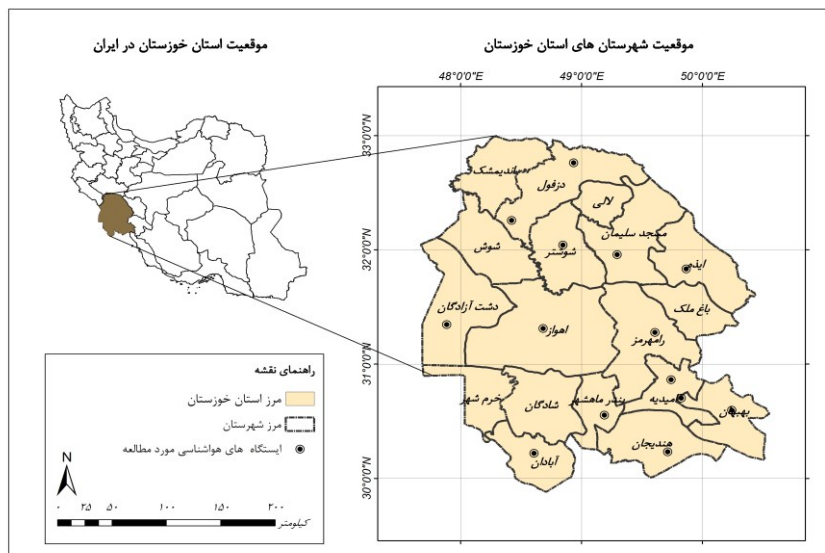 موقعیت استان خوزستان در ایران
موقعیت شهرستان های استان خوزستان
48°0'0"E 49°0'0"E 50°0'0"E
33°0'0"N
32°0'0"N
31°0'0"N
30°0'0"N
اندیمشک
دزفول
لالی
شوش
شوشتر
مسجد سلیمان
ایذه
دشت آزادگان
اهواز
باغ ملک
رامهرمز
خرم شهر
شادگان
بندر ماهشهر
امیدیه
بهبهان
هندیجان
آبادان
راهنمای نقشه
مرز استان خوزستان
مرز شهرستان
ایستگاه های هواشناسی مورد مطالعه
N
۰ ۲۵ ۵۰ ۱۰۰ ۱۵۰ ۲۰۰
کیلومتر